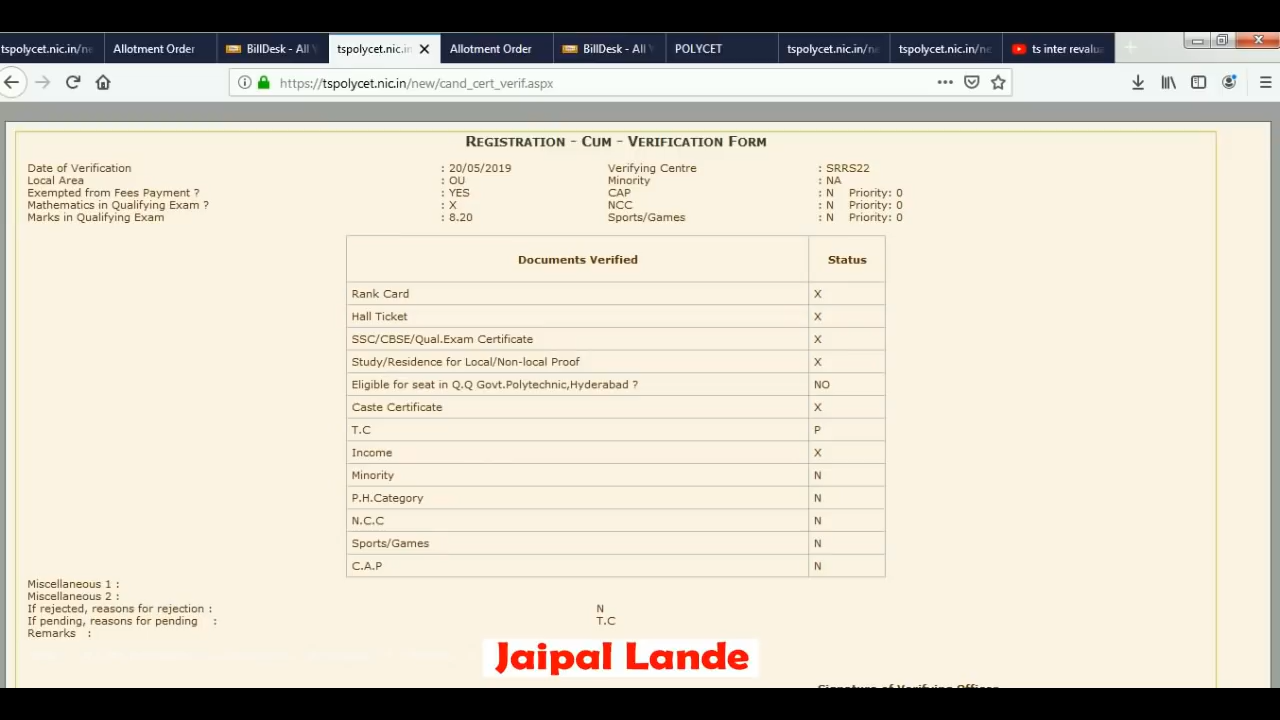 tspolycet.nic.in/ne Allotment Order BillDesk - All tspolycet.nic.in Allotment Order BillDesk - All POLYCET tspolycet.nic.in/ne tspolycet.nic.in/ne ts inter revalua
https://tspolycet.nic.in/new/cand_cert_verif.aspx
REGISTRATION - CUM - VERIFICATION FORM
Date of Verification : 20/05/2019 Verifying Centre : SRRS22
Local Area : OU Minority : NA
Exempted from Fees Payment ? : YES CAP : N Priority: 0
Mathematics in Qualifying Exam ? : X NCC : N Priority: 0
Marks in Qualifying Exam : 8.20 Sports/Games : N Priority: 0
Documents Verified Status
Rank Card X
Hall Ticket X
SSC/CBSE/Qual.Exam Certificate X
Study/Residence for Local/Non-local Proof X
Eligible for seat in Q.Q Govt.Polytechnic,Hyderabad ? NO
Caste Certificate X
T.C P
Income X
Minority N
P.H.Category N
N.C.C N
Sports/Games N
C.A.P N
Miscellaneous 1 :
Miscellaneous 2 :
If rejected, reasons for rejection : N
If pending, reasons for pending : T.C
Remarks :
Jaipal Lande
Signature of Verifying Officer